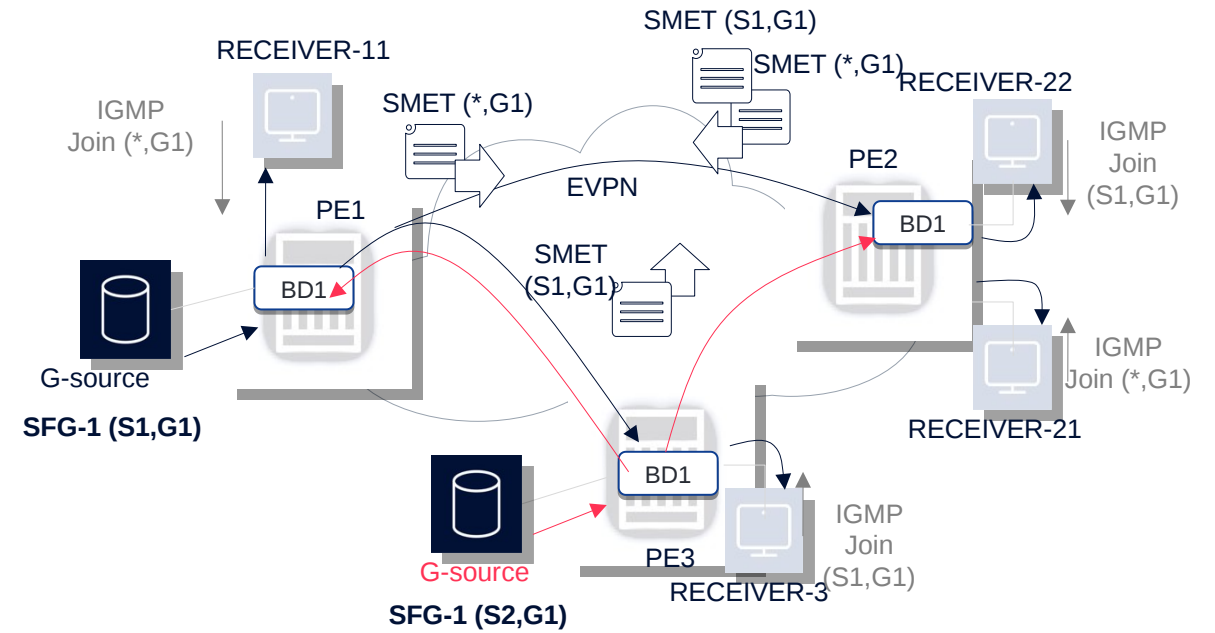 SMET (S1,G1)
RECEIVER-11
SMET (*,G1)
RECEIVER-22
IGMP
Join (*,G1)
SMET (*,G1)
IGMP
Join
(S1,G1)
PE2
EVPN
PE1
BD1
SMET
(S1,G1)
BD1
G-source
SFG-1 (S1,G1)
IGMP
Join (*,G1)
RECEIVER-21
BD1
IGMP
Join
(S1,G1)
PE3
G-source
RECEIVER-3
SFG-1 (S2,G1)